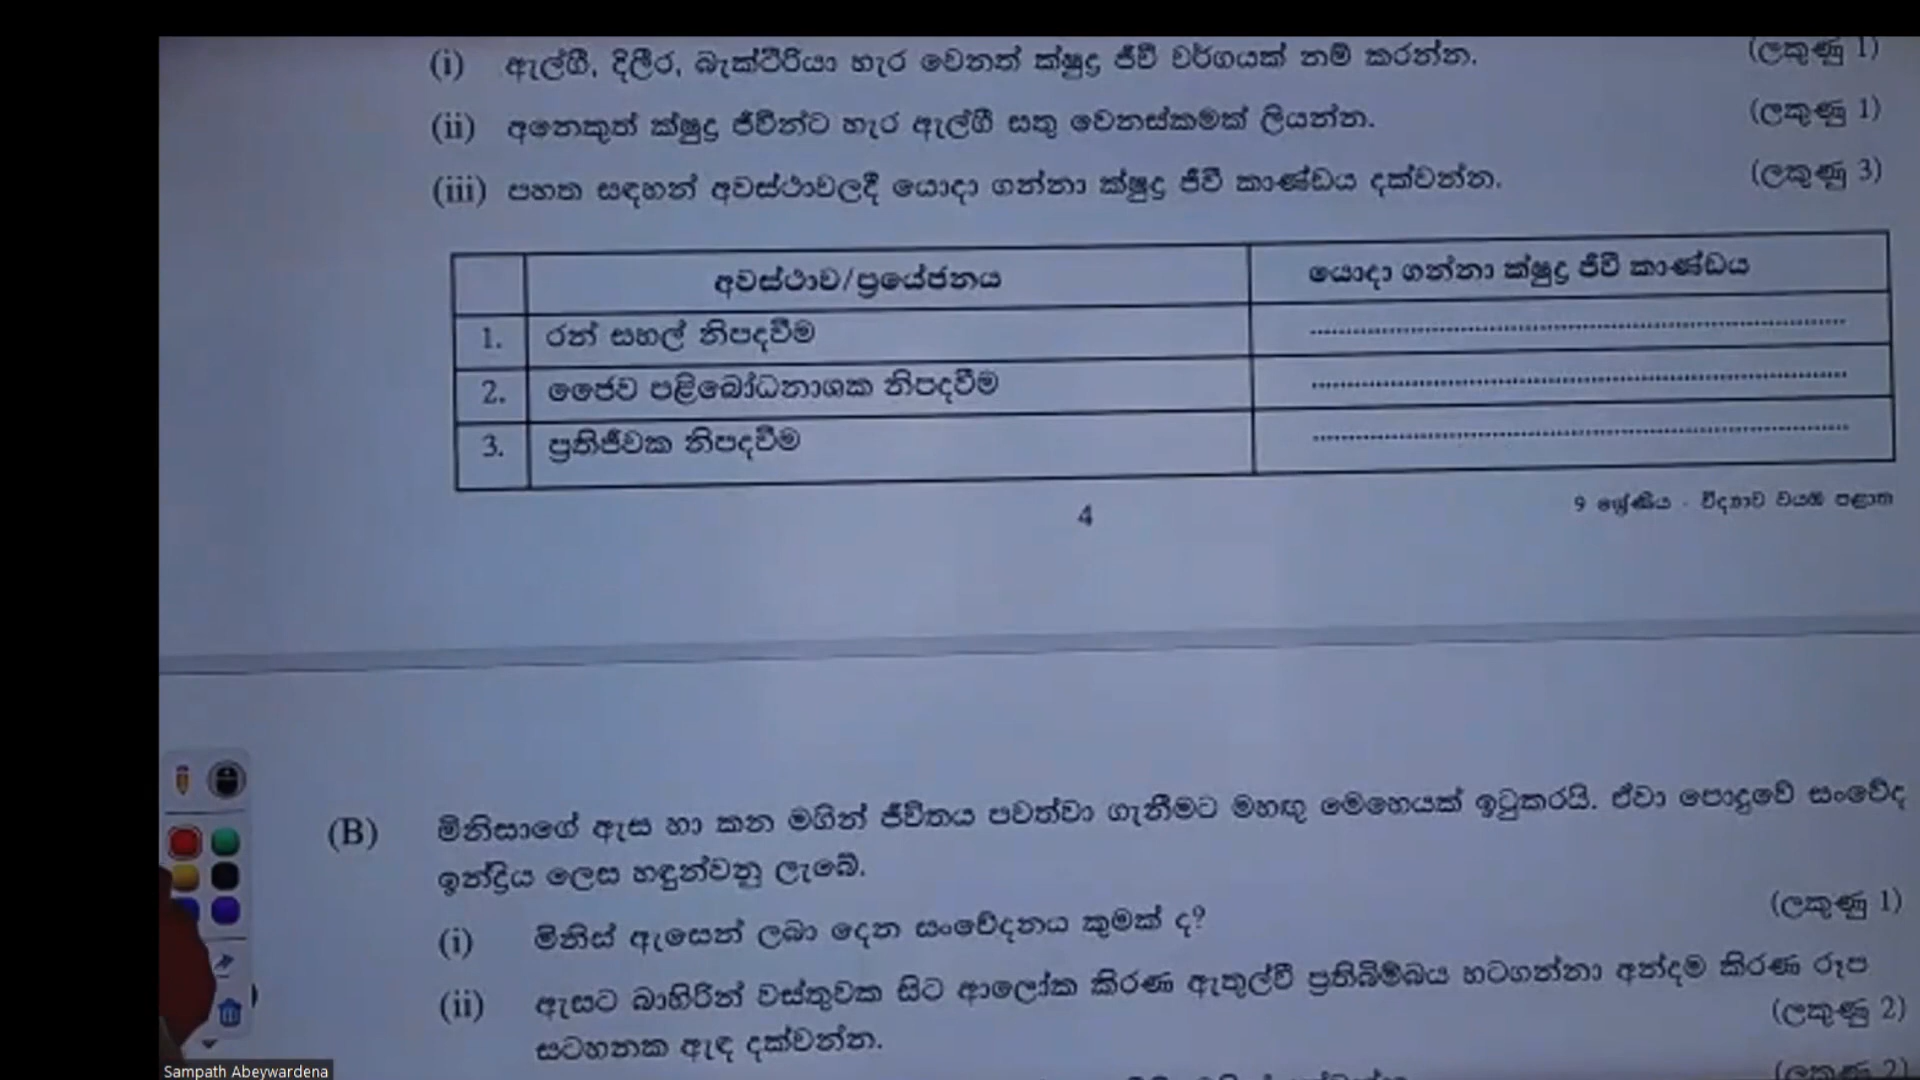 (i) ඇල්ගී, දිලීර, බැක්ටීරියා හැර වෙනත් ක්ෂුද්‍ර ජීවී වර්ගයක් නම් කරන්න. (ලකුණු 1)
(ii) අනෙකුත් ක්ෂුද්‍ර ජීවීන්ට හැර ඇල්ගී සතු වෙනස්කමක් ලියන්න. (ලකුණු 1)
(iii) පහත සඳහන් අවස්ථාවලදී යොදා ගන්නා ක්ෂුද්‍ර ජීවී කාණ්ඩය දක්වන්න. (ලකුණු 3)
අවස්ථාව/ප්‍රයේජනය යොදා ගන්නා ක්ෂුද්‍ර ජීවී කාණ්ඩය
1. රන් සහල් නිපදවීම ....................
2. ජෛව පළිබෝධනාශක නිපදවීම ....................
3. ප්‍රතිජීවක නිපදවීම ....................
4
9 ශ්‍රේණිය - විද්‍යාව වයඹ පළාත
(B) මිනිසාගේ ඇස හා කන මගින් ජීවිතය පවත්වා ගැනීමට මහඟු මෙහෙයක් ඉටුකරයි. ඒවා පොදුවේ සංවේද
ඉන්ද්‍රිය ලෙස හඳුන්වනු ලැබේ.
(i) මිනිස් ඇසෙන් ලබා දෙන සංවේදනය කුමක් ද? (ලකුණු 1)
(ii) ඇසට බාහිරින් වස්තුවක සිට ආලෝක කිරණ ඇතුල්වී ප්‍රතිබිම්බය හටගන්නා අන්දම කිරණ රූප
සටහනක ඇඳ දක්වන්න. (ලකුණු 2)
(ලකුණු 2)
Sampath Abeywardena